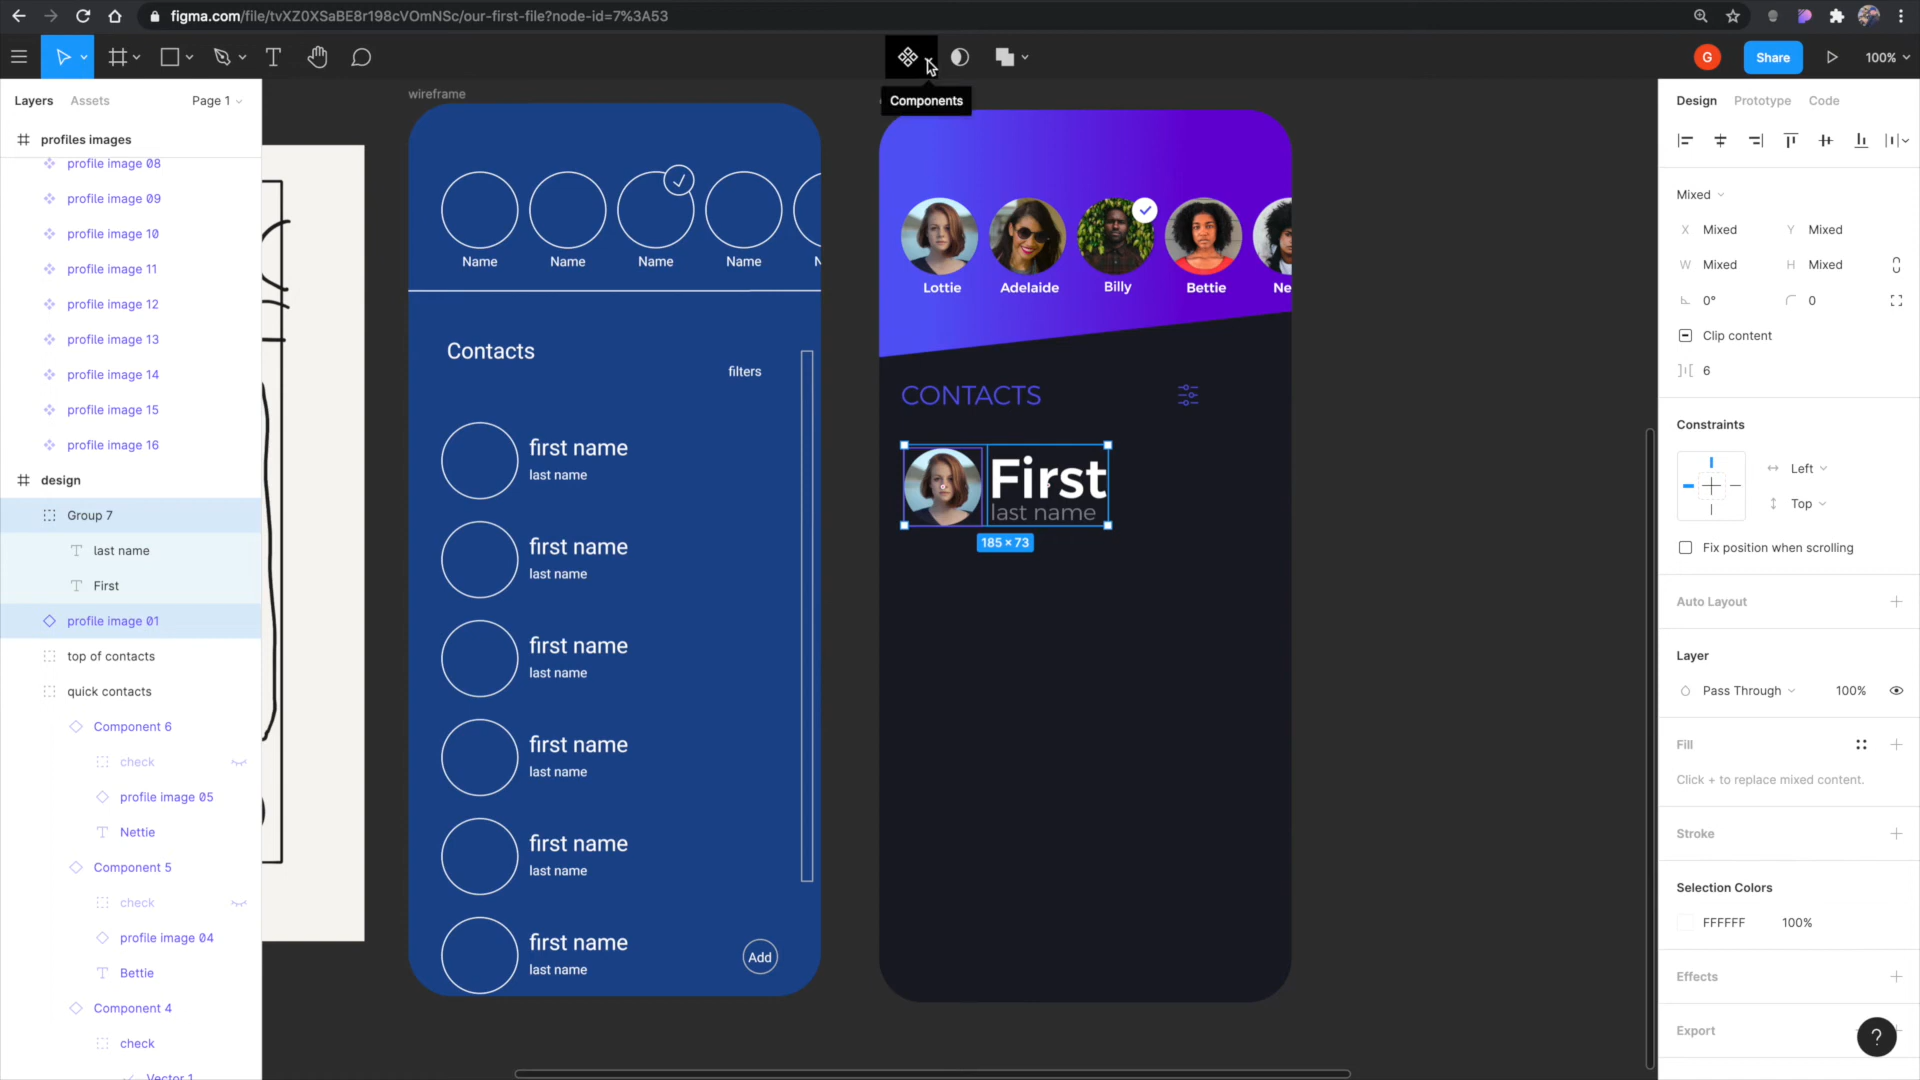 figma.com/file/tvXZ0XSaBE8r198cVOmNSc/our-first-file?node-id=7%3A53
G
Share
100%
Components
Layers
Assets
Page 1
profiles images
profile image 08
profile image 09
profile image 10
profile image 11
profile image 12
profile image 13
profile image 14
profile image 15
profile image 16
design
Group 7
last name
First
profile image 01
top of contacts
quick contacts
Component 6
check
profile image 05
Nettie
Component 5
check
profile image 04
Bettie
Component 4
check
Vector 1
wireframe
Name
Name
Name
Name
N
Contacts
filters
first name
last name
first name
last name
first name
last name
first name
last name
first name
last name
first name
last name
Add
Lottie
Adelaide
Billy
Bettie
Ne
CONTACTS
First
last name
185 × 73
Design
Prototype
Code
Mixed
X Mixed
Y Mixed
W Mixed
H Mixed
0°
0
Clip content
6
Constraints
Left
Top
Fix position when scrolling
Auto Layout
Layer
Pass Through
100%
Fill
Click + to replace mixed content.
Stroke
Selection Colors
FFFFFF
100%
Effects
Export
?